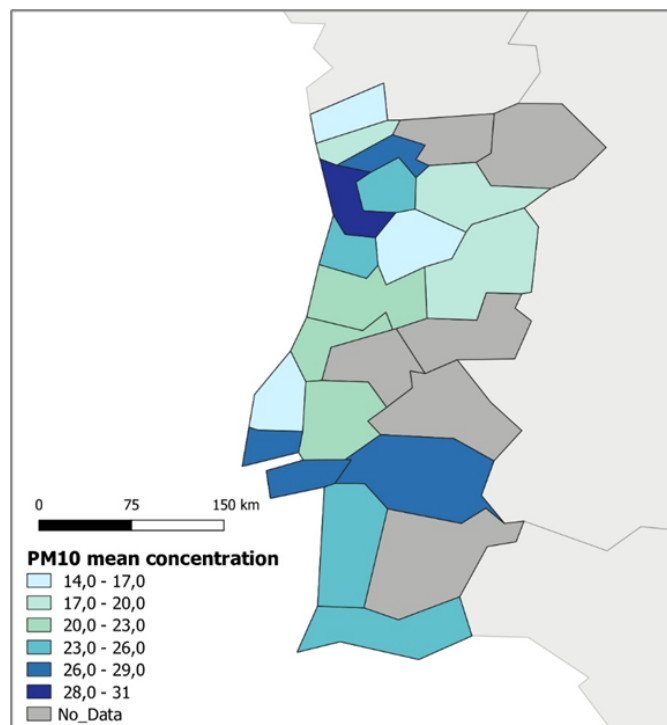 0 75 150 km
PM10 mean concentration
14,0 - 17,0
17,0 - 20,0
20,0 - 23,0
23,0 - 26,0
26,0 - 29,0
28,0 - 31
No_Data